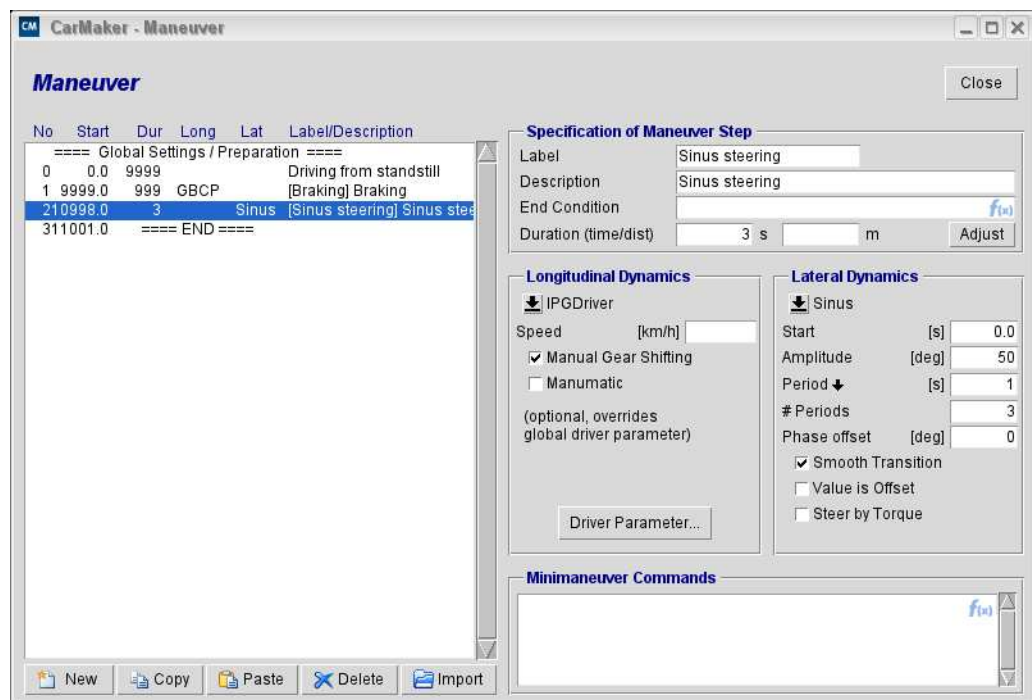 CM CarMaker - Maneuver
Maneuver
Close
No Start Dur Long Lat Label/Description
==== Global Settings / Preparation ====
0 0.0 9999 Driving from standstill
1 9999.0 999 GBCP [Braking] Braking
210998.0 3 Sinus [Sinus steering] Sinus stee
311001.0 ==== END ====
New Copy Paste Delete Import
Specification of Maneuver Step
Label Sinus steering
Description Sinus steering
End Condition f(x)
Duration (time/dist) 3 s m Adjust
Longitudinal Dynamics
IPGDriver
Speed [km/h]
Manual Gear Shifting
Manumatic
(optional, overrides
global driver parameter)
Driver Parameter...
Lateral Dynamics
Sinus
Start [s] 0.0
Amplitude [deg] 50
Period [s] 1
# Periods 3
Phase offset [deg] 0
Smooth Transition
Value is Offset
Steer by Torque
Minimaneuver Commands
f(x)